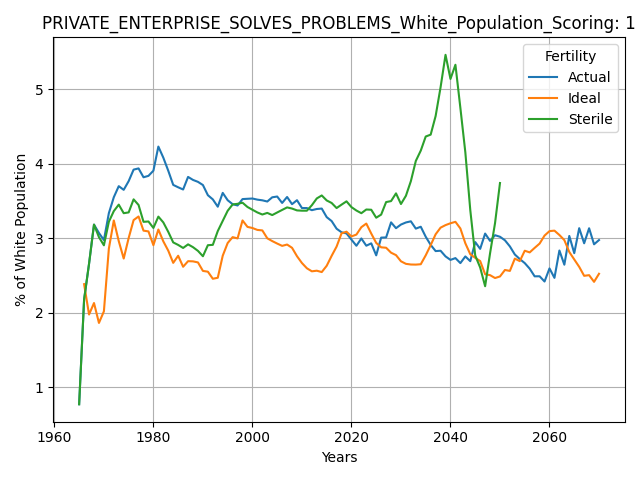 PRIVATE_ENTERPRISE_SOLVES_PROBLEMS_White_Population_Scoring: 1
Fertility
Actual
Ideal
Sterile
% of White Population
5
4
3
2
1
1960 1980 2000 2020 2040 2060
Years